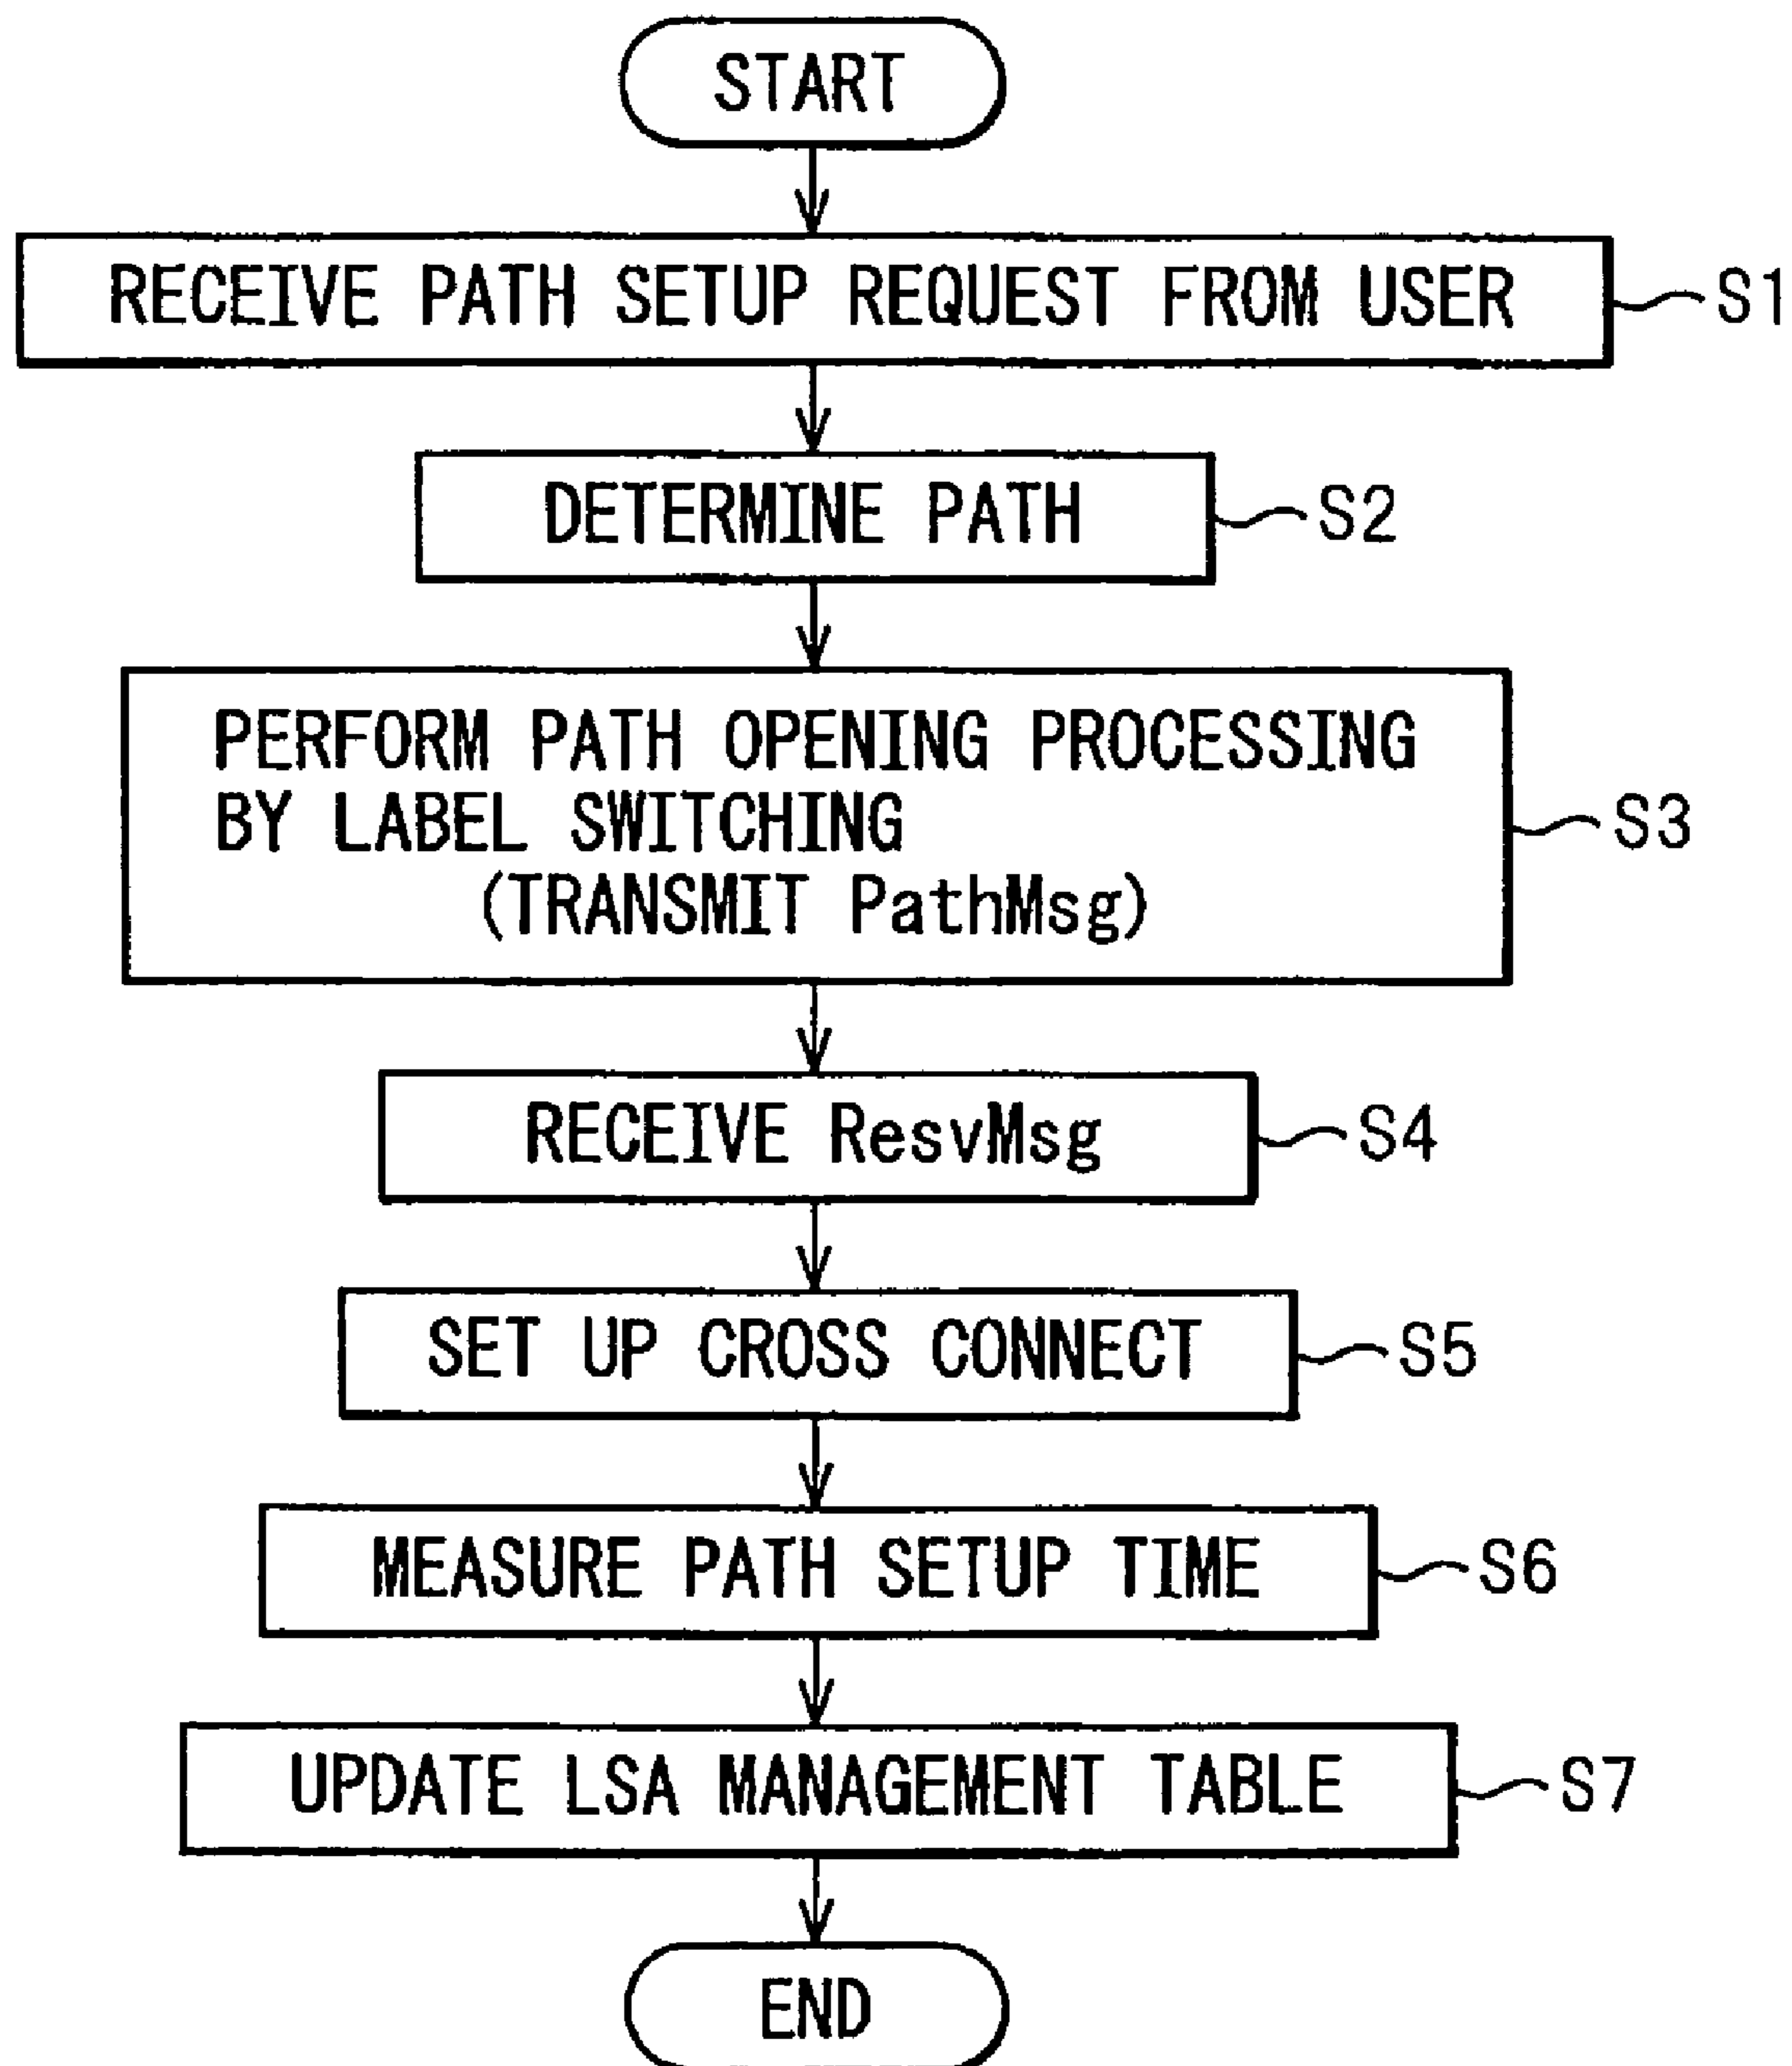 START
RECEIVE PATH SETUP REQUEST FROM USER
S1
DETERMINE PATH
S2
PERFORM PATH OPENING PROCESSING
BY LABEL SWITCHING
(TRANSMIT PathMsg)
S3
RECEIVE ResvMsg
S4
SET UP CROSS CONNECT
S5
MEASURE PATH SETUP TIME
S6
UPDATE LSA MANAGEMENT TABLE
S7
END